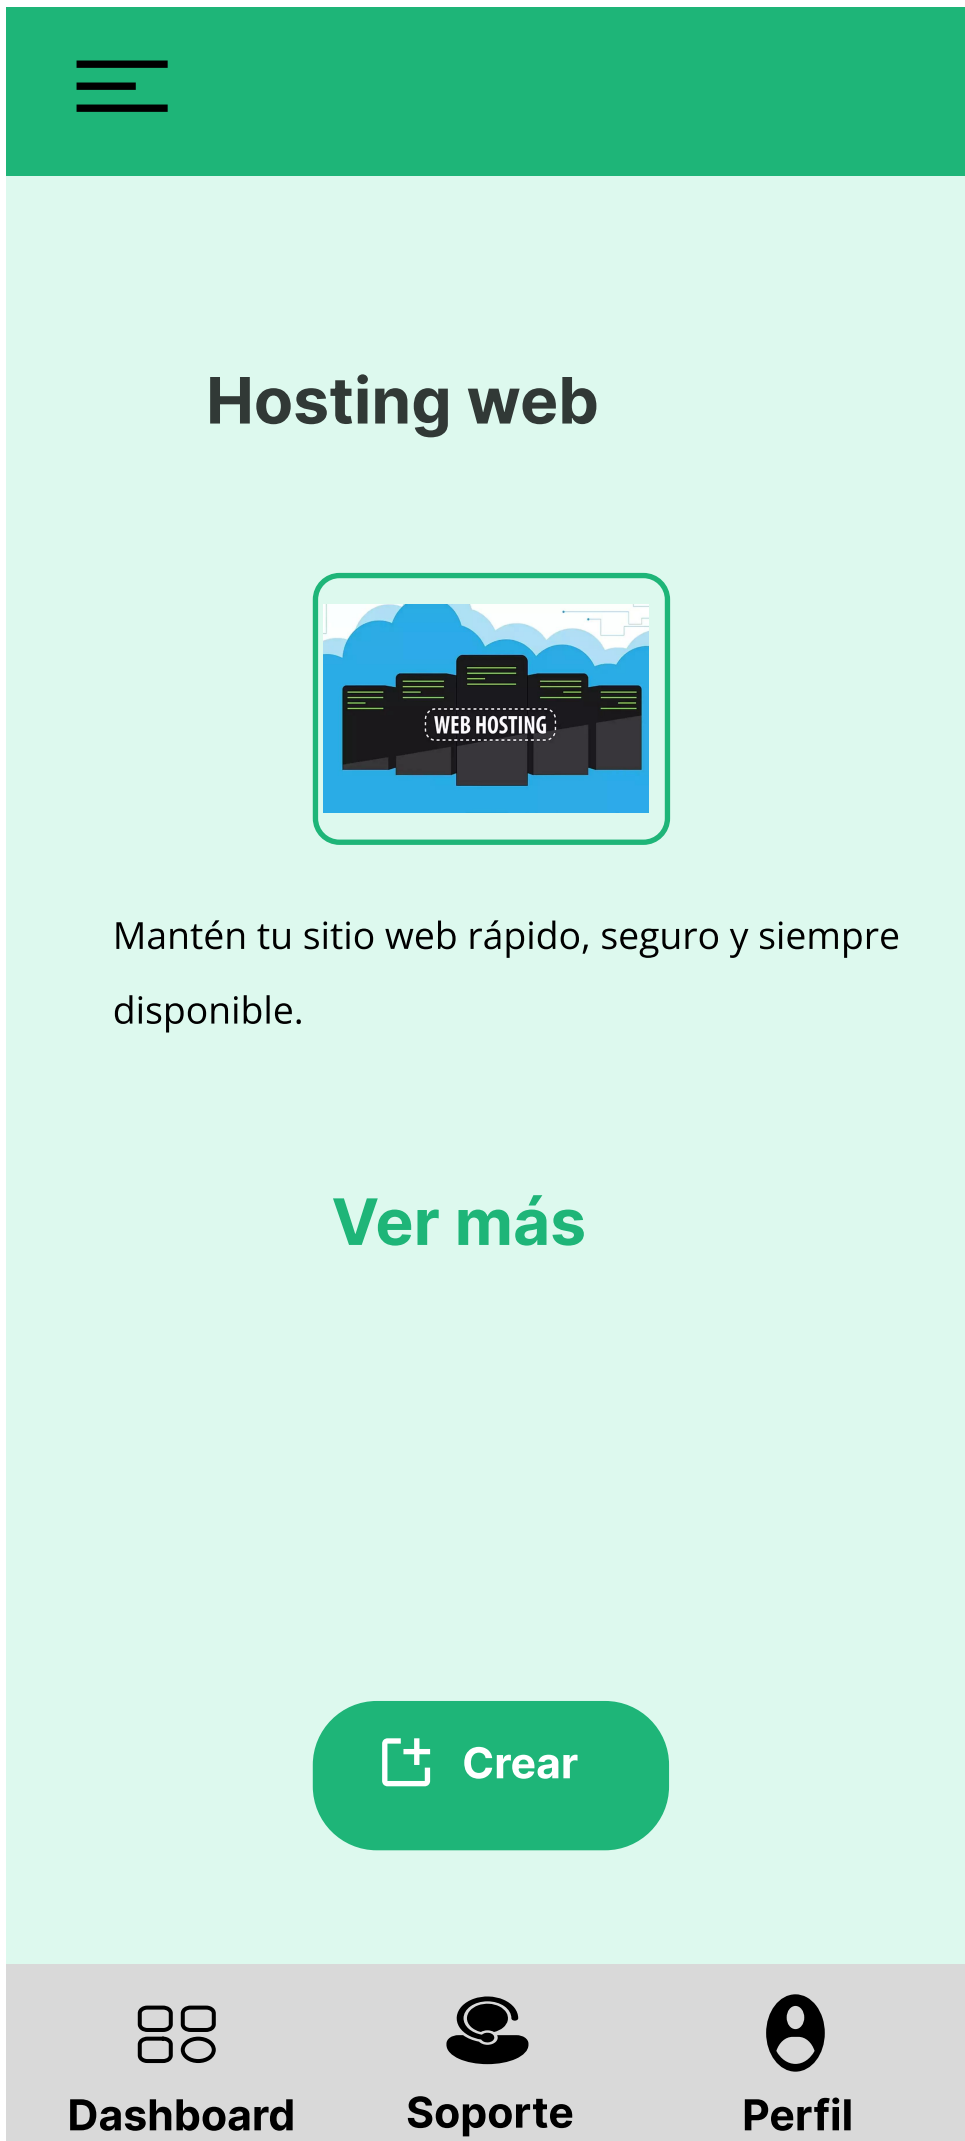 Hosting web
WEB HOSTING
Mantén tu sitio web rápido, seguro y siempre
disponible.
Ver más
Crear
Dashboard
Soporte
Perfil